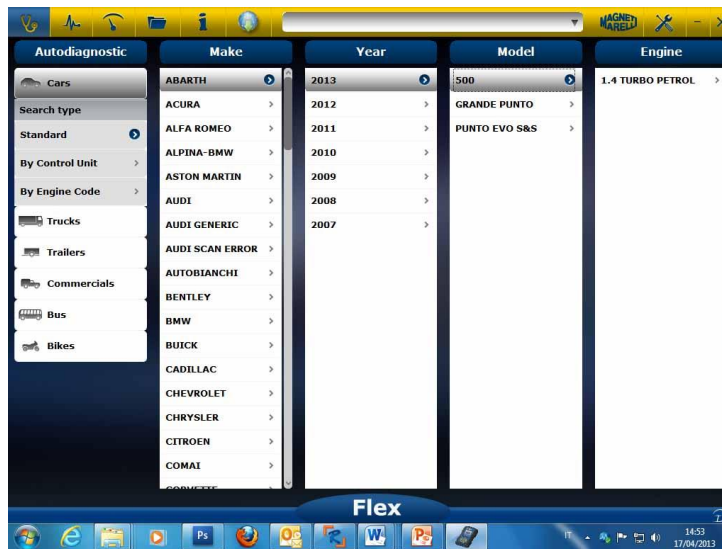 MAGNETI
MARELLI
Autodiagnostic
Make
Year
Model
Engine
Cars
Search type
Standard
By Control Unit
By Engine Code
Trucks
Trailers
Commercials
Bus
Bikes
ABARTH
ACURA
ALFA ROMEO
ALPINA-BMW
ASTON MARTIN
AUDI
AUDI GENERIC
AUDI SCAN ERROR
AUTOBIANCHI
BENTLEY
BMW
BUICK
CADILLAC
CHEVROLET
CHRYSLER
CITROEN
COMAI
CORVETTE
2013
2012
2011
2010
2009
2008
2007
500
GRANDE PUNTO
PUNTO EVO S&S
1.4 TURBO PETROL
Flex
Ps
IT
14:53
17/04/2013